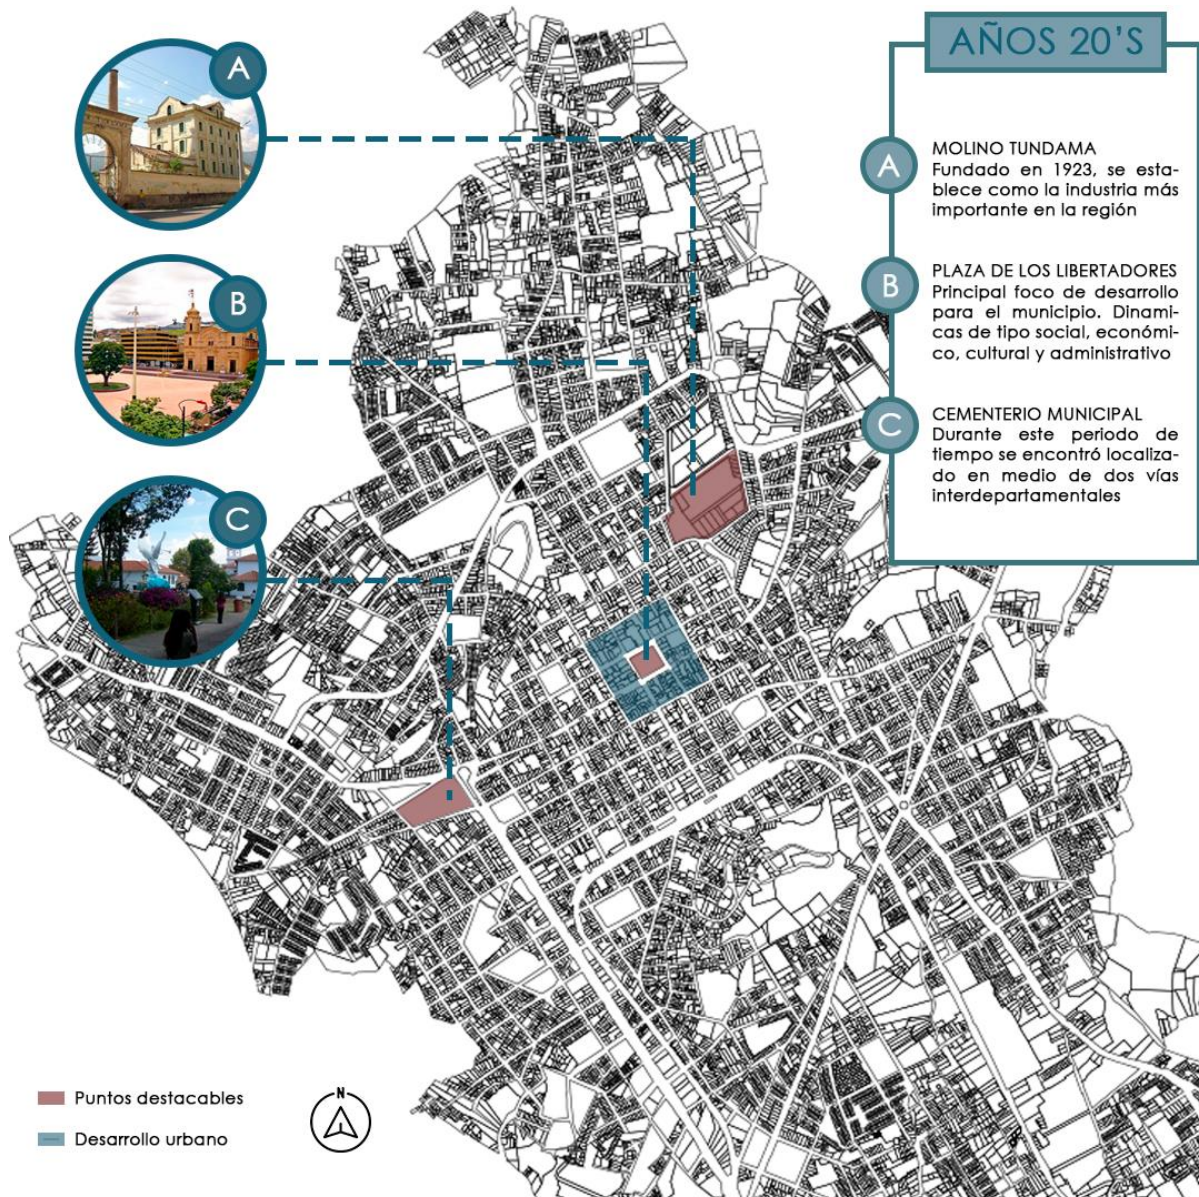 AÑOS 20'S
A
A
MOLINO TUNDAMA
Fundado en 1923, se esta-
blece como la industria más
importante en la región
B
B
PLAZA DE LOS LIBERTADORES
Principal foco de desarrollo
para el municipio. Dinami-
cas de tipo social, económi-
co, cultural y administrativo
C
C
CEMENTERIO MUNICIPAL
Durante este periodo de
tiempo se encontró localiza-
do en medio de dos vías
interdepartamentales
Puntos destacables
Desarrollo urbano
N